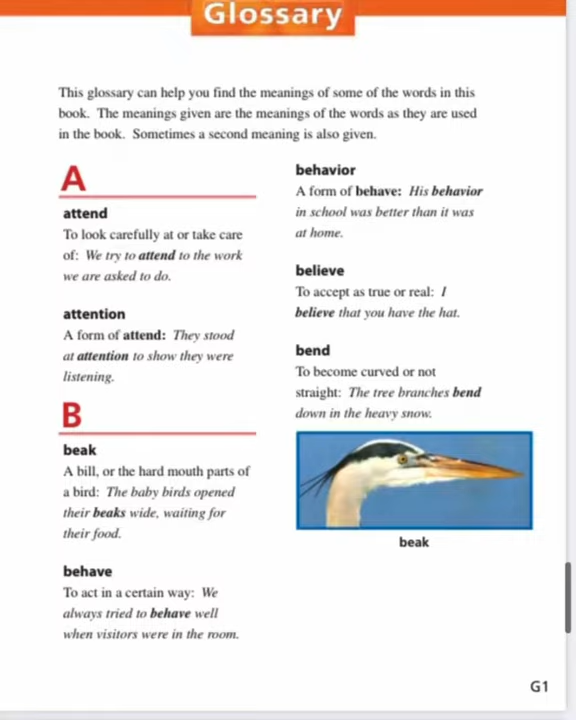 Glossary
This glossary can help you find the meanings of some of the words in this
book. The meanings given are the meanings of the words as they are used
in the book. Sometimes a second meaning is also given.
A
attend
To look carefully at or take care
of: We try to attend to the work
we are asked to do.
attention
A form of attend: They stood
at attention to show they were
listening.
B
beak
A bill, or the hard mouth parts of
a bird: The baby birds opened
their beaks wide, waiting for
their food.
behave
To act in a certain way: We
always tried to behave well
when visitors were in the room.
behavior
A form of behave: His behavior
in school was better than it was
at home.
believe
To accept as true or real: I
believe that you have the hat.
bend
To become curved or not
straight: The tree branches bend
down in the heavy snow.
beak
G1